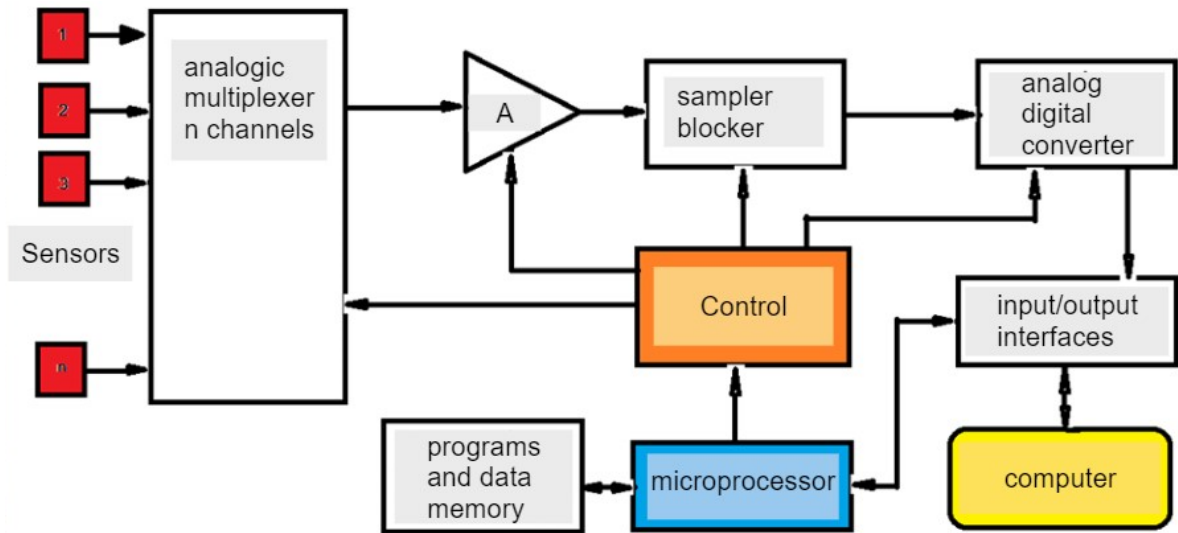 1
analogic
multiplexer
n channels
2
3
Sensors
n
A
sampler
blocker
analog
digital
converter
Control
input/output
interfaces
programs
and data
memory
microprocessor
computer